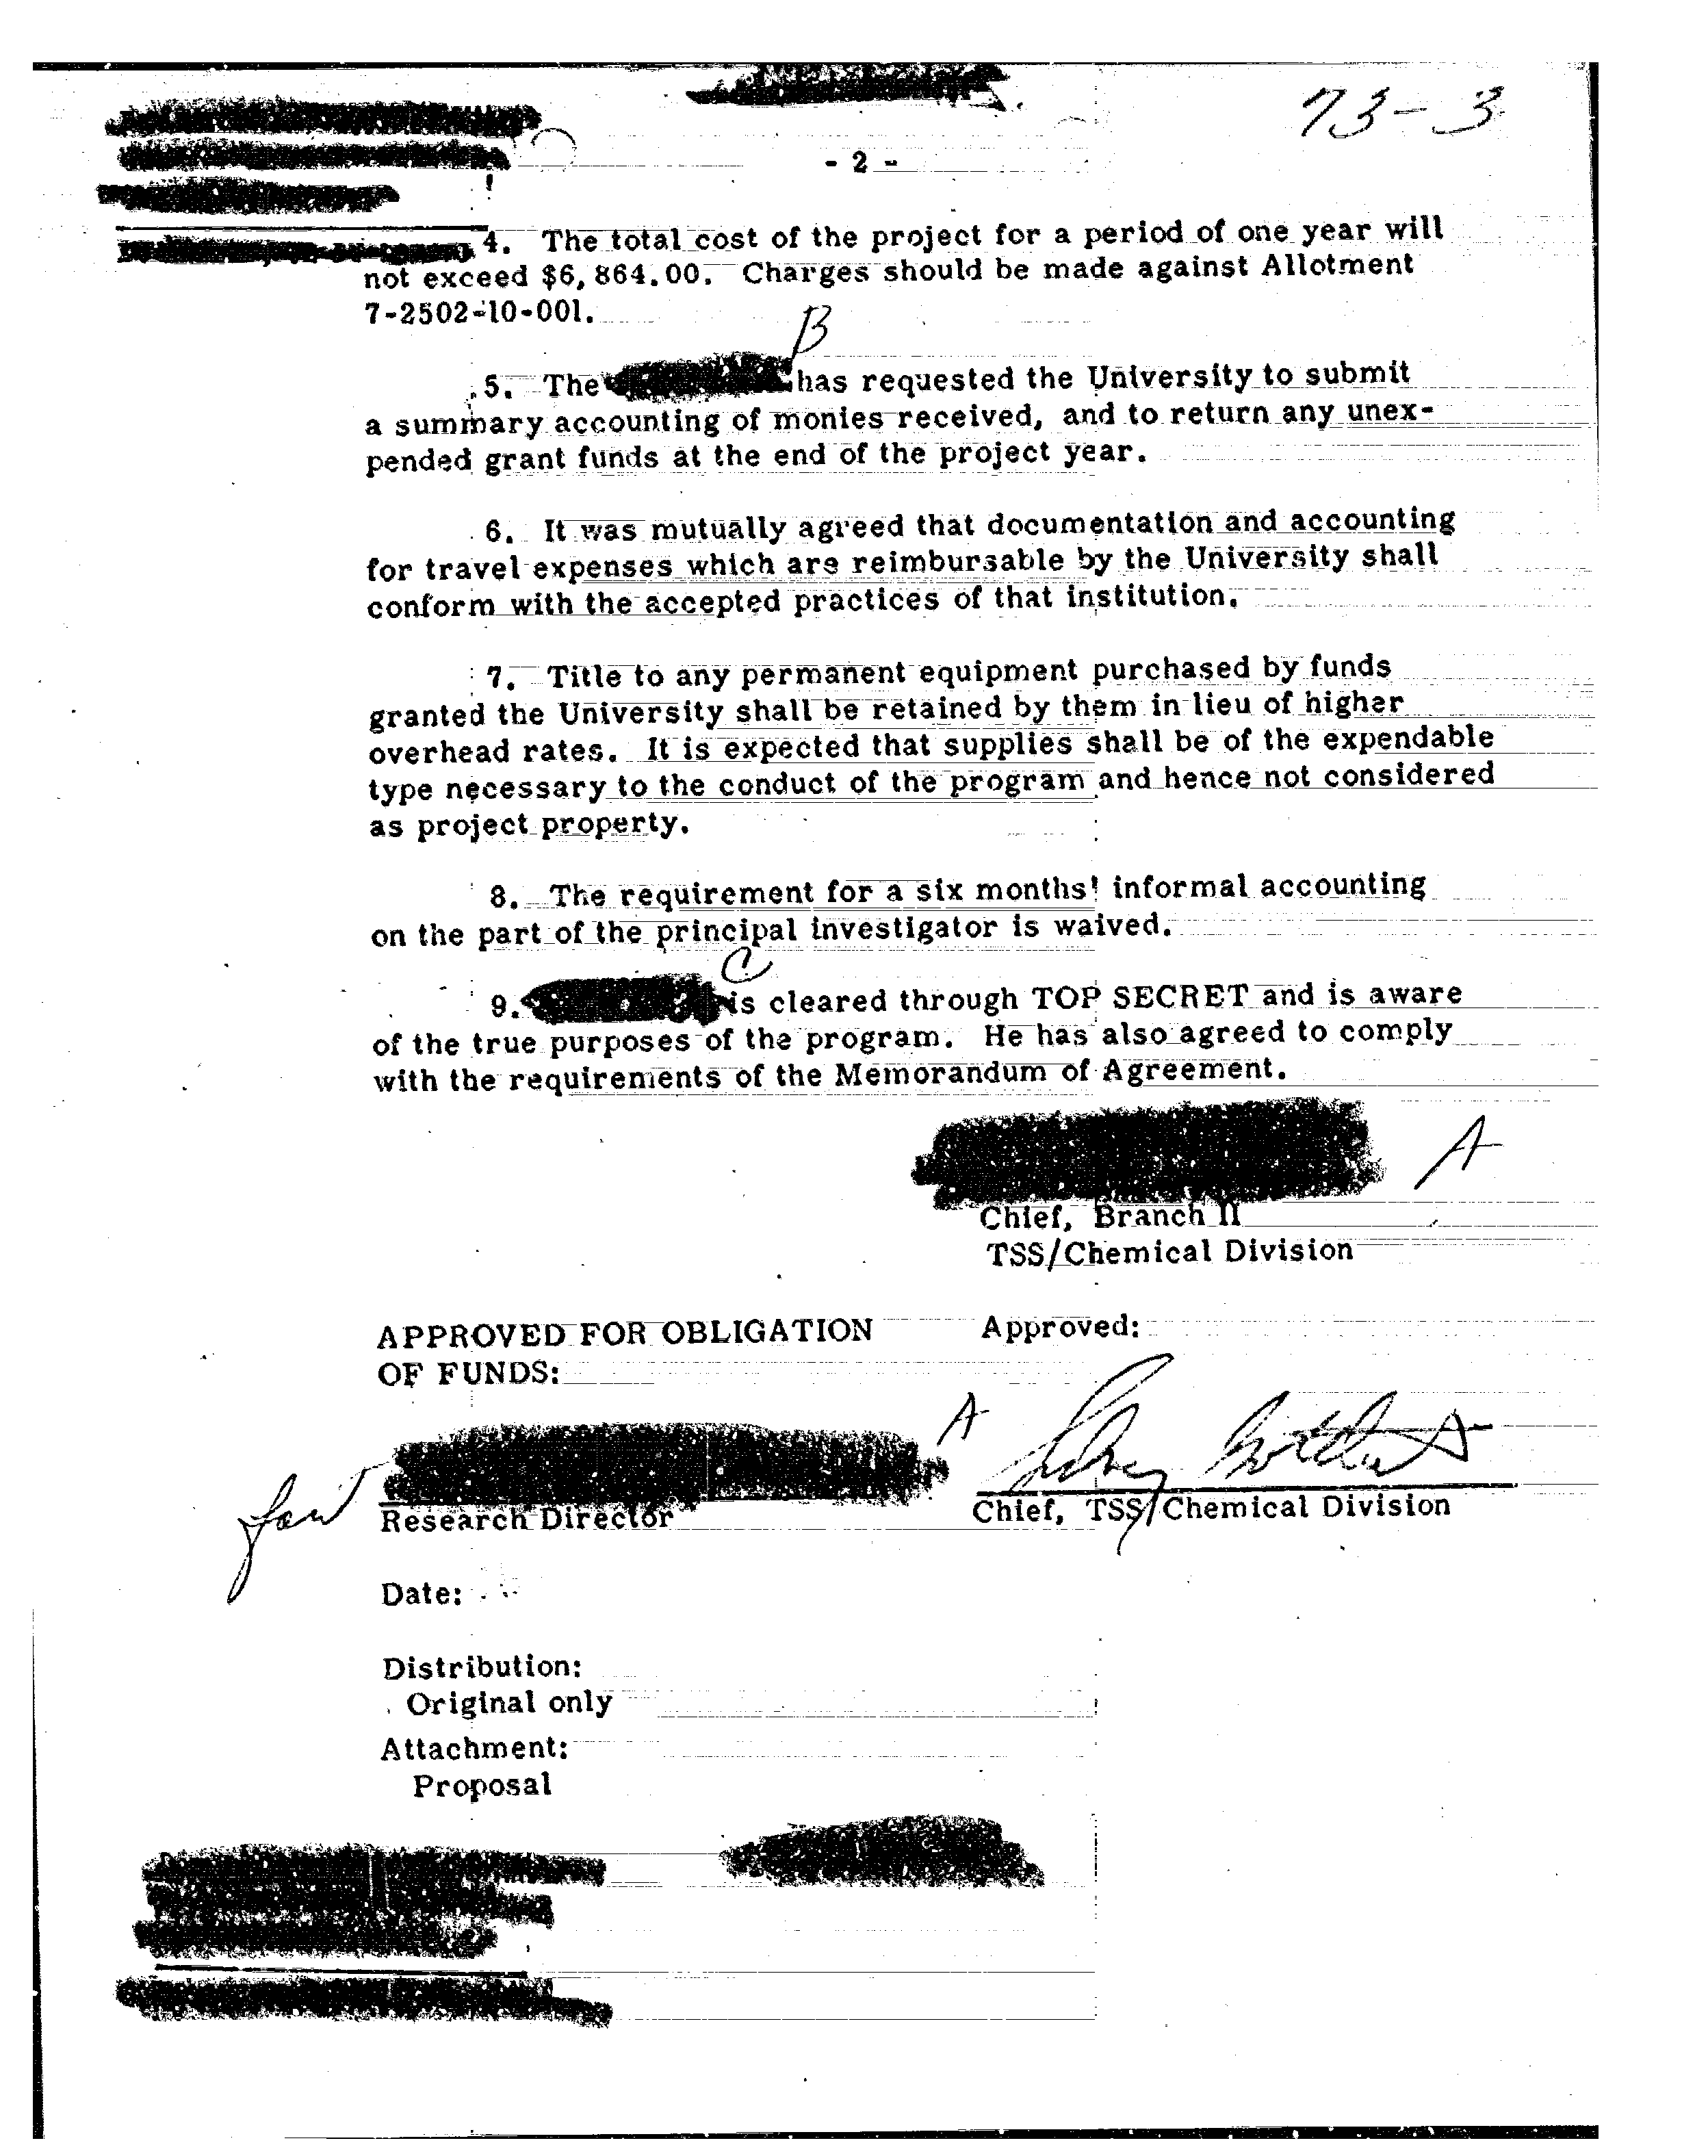 73-3
- 2 -
4. The total cost of the project for a period of one year will
not exceed $6,864.00. Charges should be made against Allotment
7-2502-10-001.
B
5. The has requested the University to submit
a summary accounting of monies received, and to return any unex-
pended grant funds at the end of the project year.
6. It was mutually agreed that documentation and accounting
for travel expenses which are reimbursable by the University shall
conform with the accepted practices of that institution.
7. Title to any permanent equipment purchased by funds
granted the University shall be retained by them in lieu of higher
overhead rates. It is expected that supplies shall be of the expendable
type necessary to the conduct of the program and hence not considered
as project property.
8. The requirement for a six months' informal accounting
on the part of the principal investigator is waived.
C
9. is cleared through TOP SECRET and is aware
of the true purposes of the program. He has also agreed to comply
with the requirements of the Memorandum of Agreement.
A
Chief, Branch II
TSS/Chemical Division
APPROVED FOR OBLIGATION
OF FUNDS:
Approved:
A
for
Research Director
Sidney Gottlieb
Chief, TSS/Chemical Division
Date:
Distribution:
Original only
Attachment:
Proposal